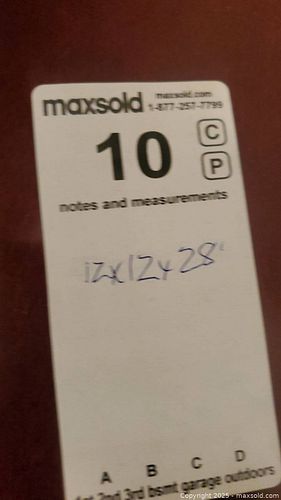 maxsold maxsold.com
1-877-257-7799
10 C
P
notes and measurements
12x12x28"
A B C D
1st 2nd 3rd bsmt garage outdoors
Copyright 2025 - maxsold.com